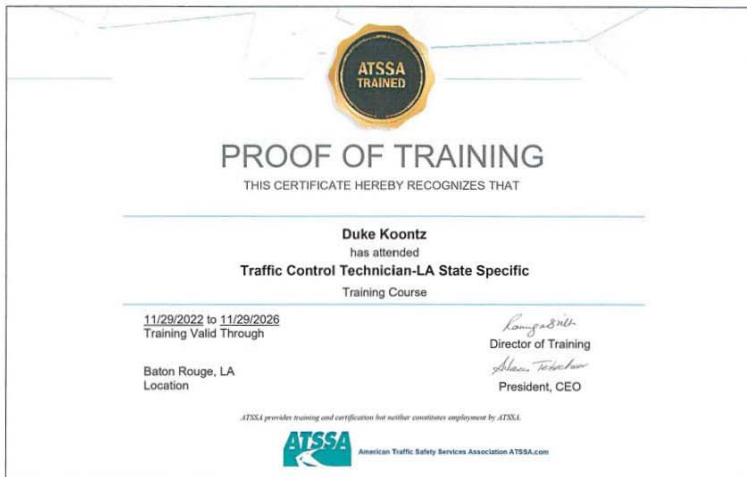 ATSSA
TRAINED
PROOF OF TRAINING
THIS CERTIFICATE HEREBY RECOGNIZES THAT
Duke Koontz
has attended
Traffic Control Technician-LA State Specific
Training Course
11/29/2022 to 11/29/2026
Training Valid Through
Director of Training
Baton Rouge, LA
Location
President, CEO
ATSSA provides training and certification but neither constitutes employment by ATSSA.
ATSSA
American Traffic Safety Services Association ATSSA.com